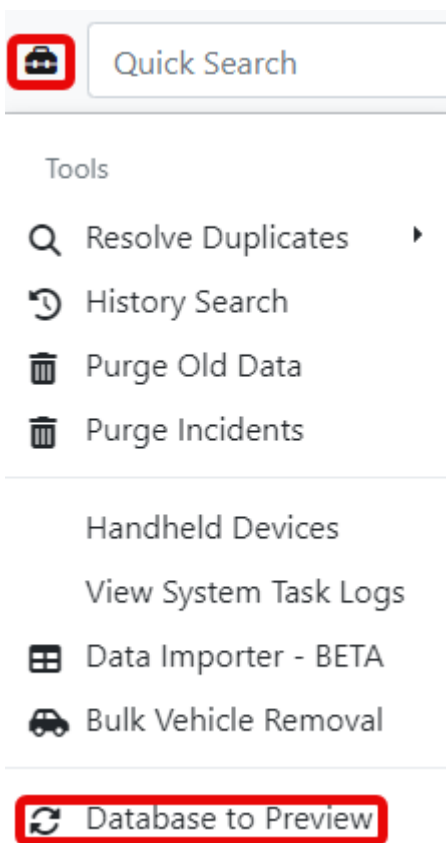 Quick Search
Tools
Resolve Duplicates
History Search
Purge Old Data
Purge Incidents
Handheld Devices
View System Task Logs
Data Importer - BETA
Bulk Vehicle Removal
Database to Preview